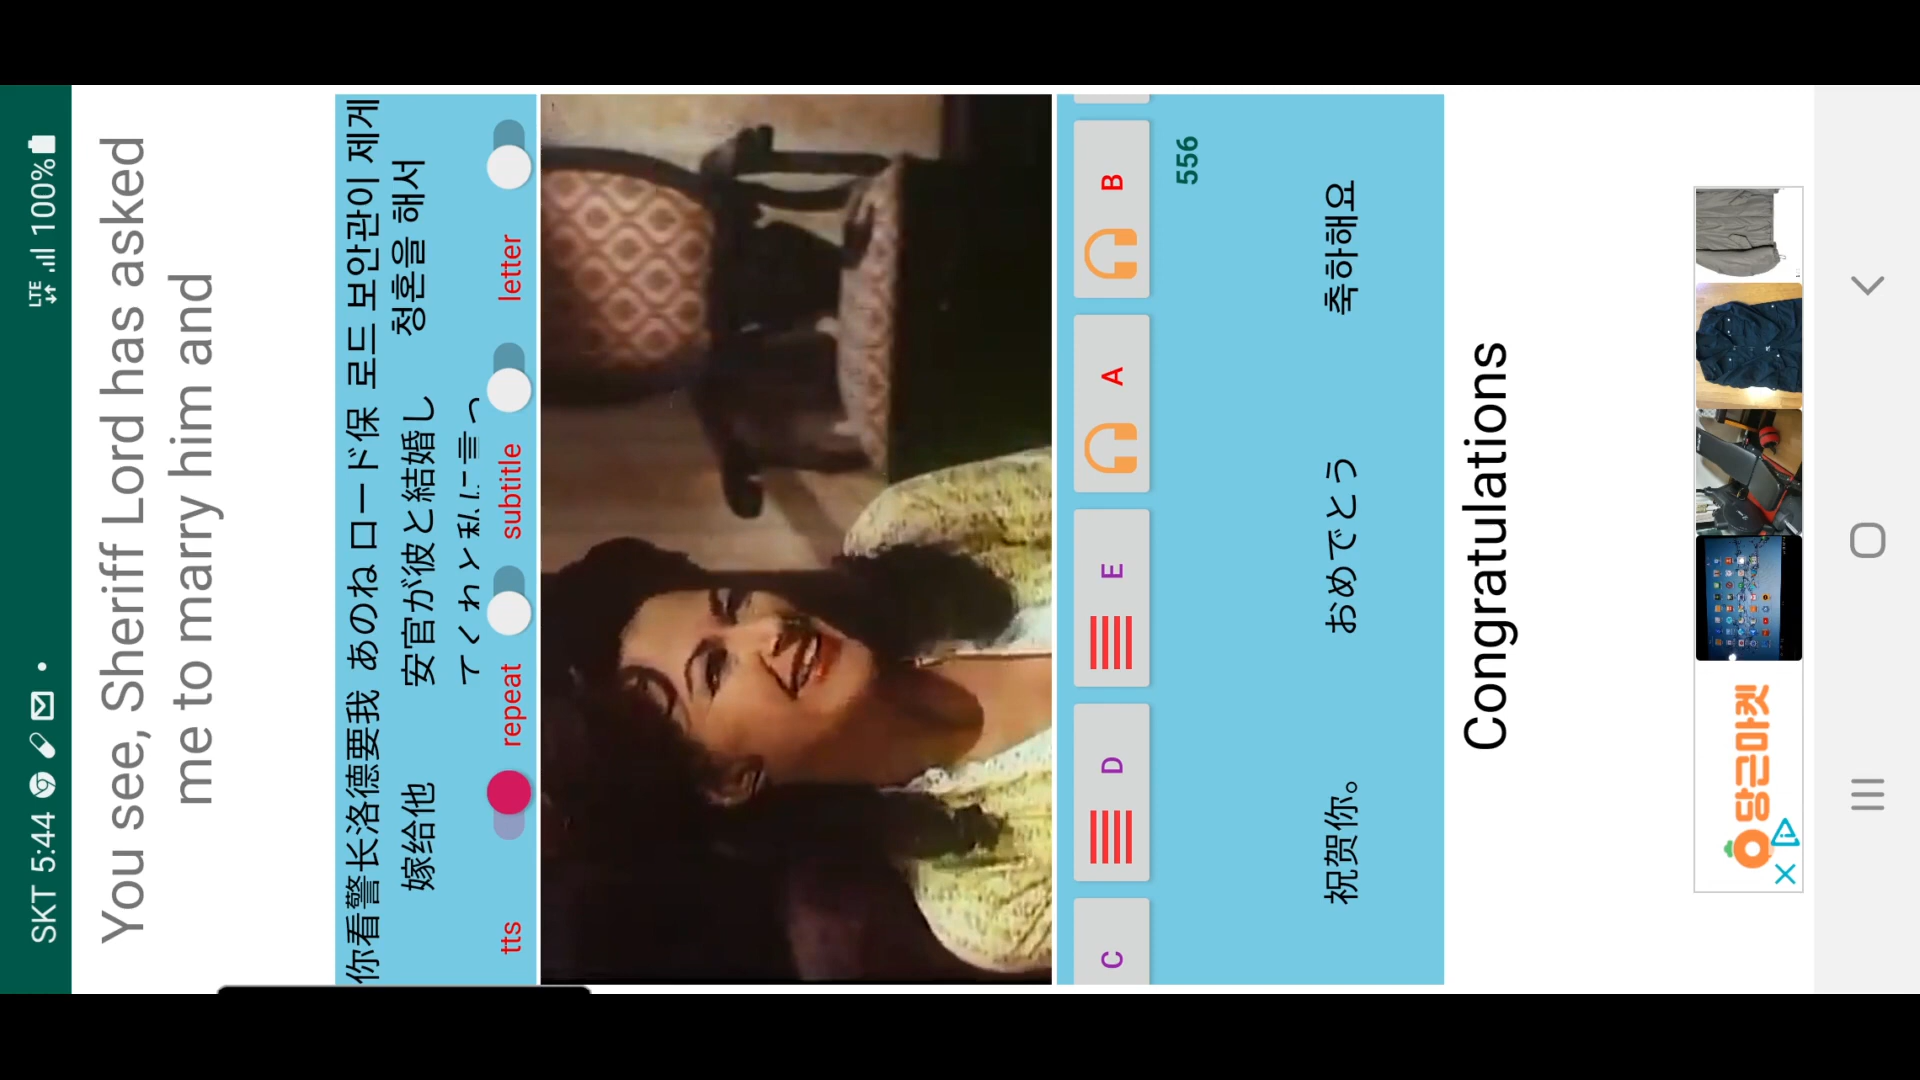 SKT 5:44
LTE
100%
You see, Sheriff Lord has asked
me to marry him and
你看警长洛德要我
嫁给他
あのね ロード保
安官が彼と結婚し
てくれと私に言っ
로드 보안관이 제게
청혼을 해서
tts
repeat
subtitle
letter
C
D
E
A
B
556
祝贺你。
おめでとう
축하해요
Congratulations
당근마켓